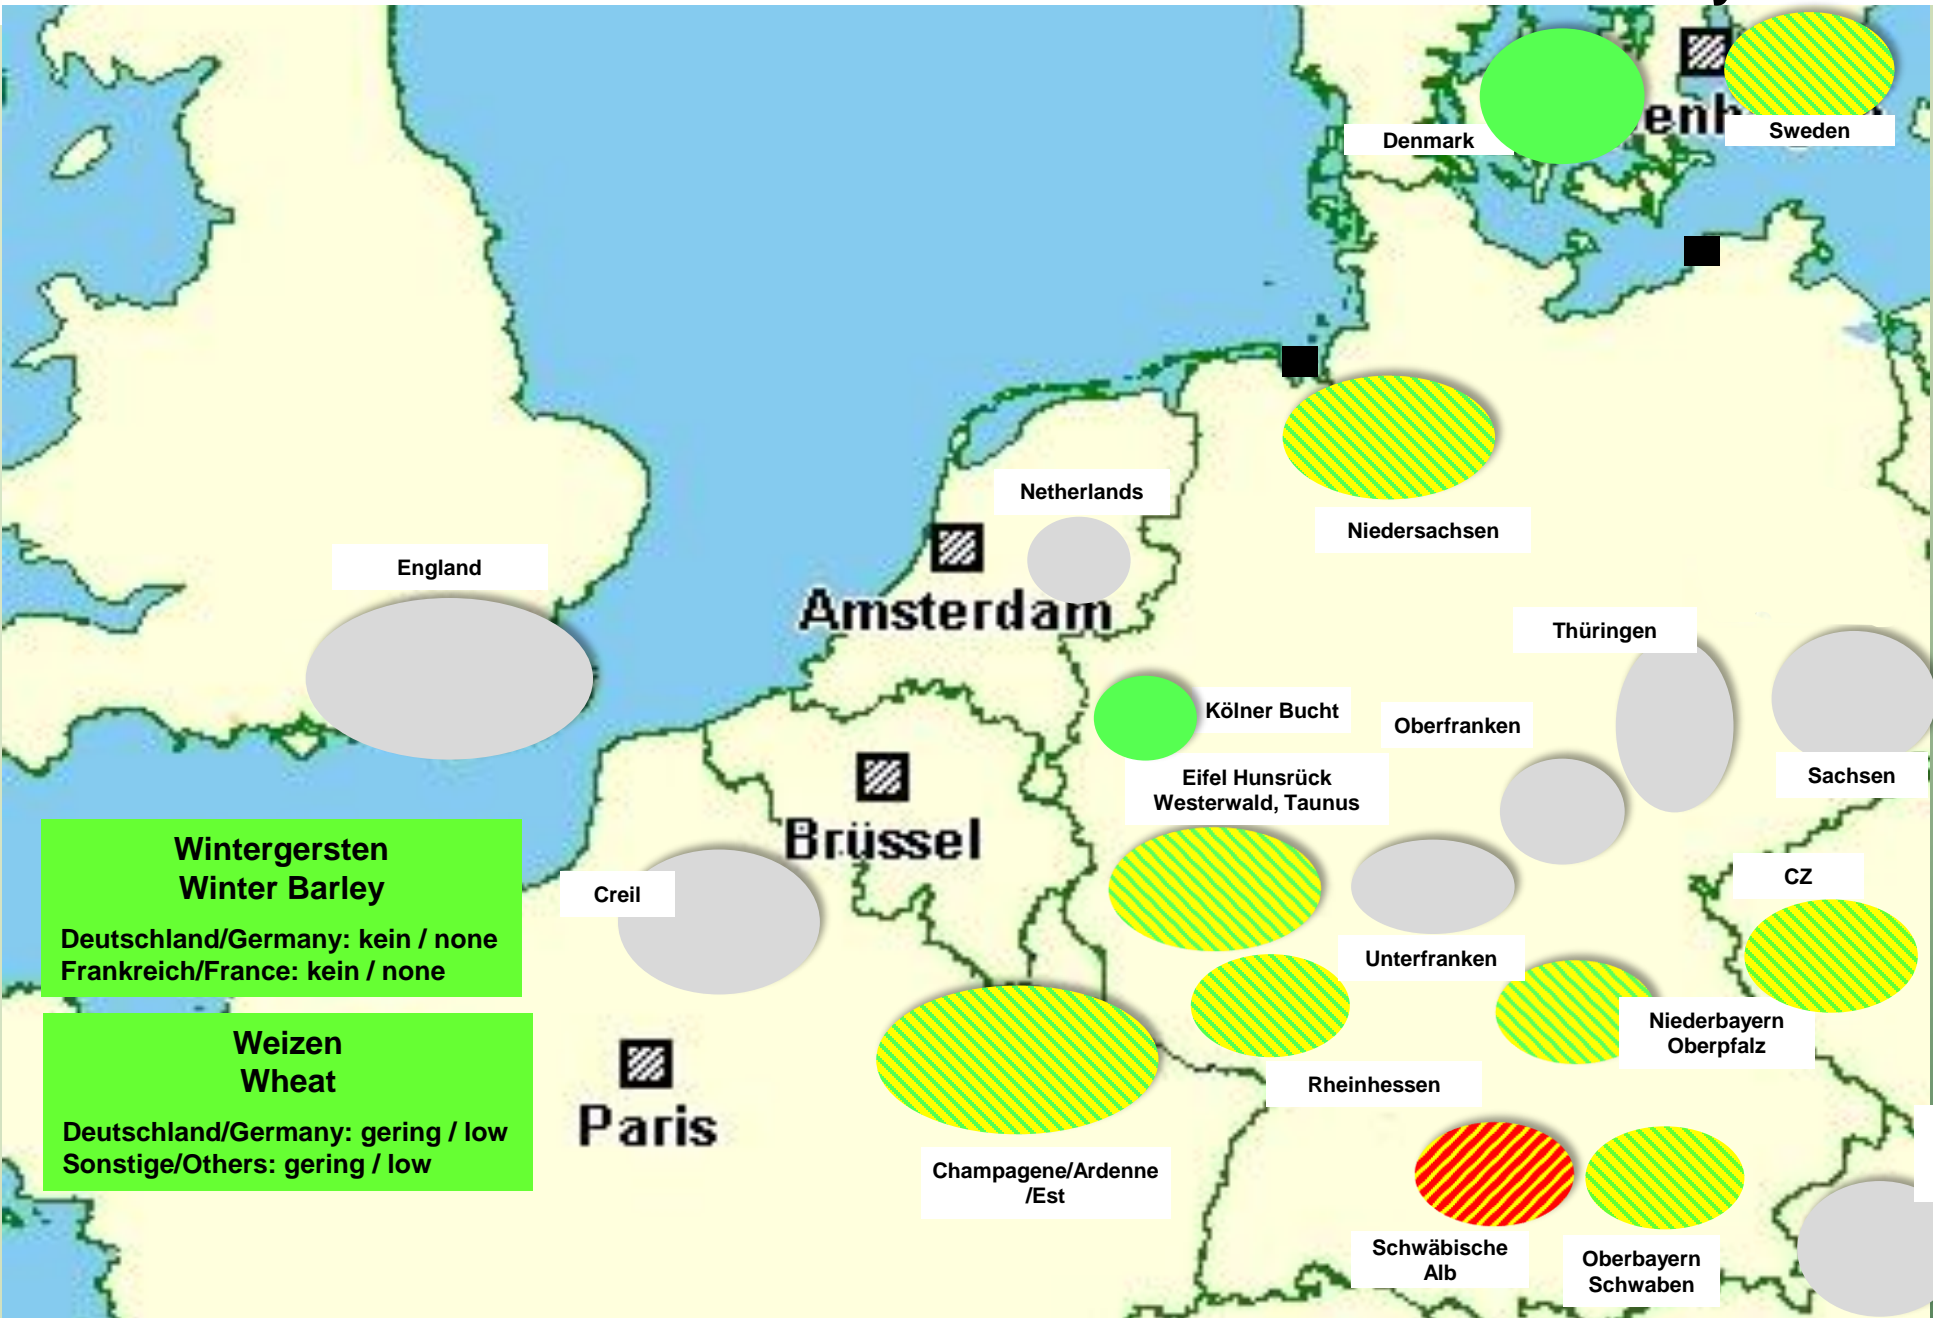 Denmark
enh
Sweden
Netherlands
Niedersachsen
England
Amsterdam
Thüringen
Kölner Bucht
Oberfranken
Sachsen
Eifel Hunsrück
Westerwald, Taunus
Brüssel
Wintergersten
Winter Barley
Deutschland/Germany: kein / none
Frankreich/France: kein / none
Creil
CZ
Unterfranken
Niederbayern
Oberpfalz
Weizen
Wheat
Deutschland/Germany: gering / low
Sonstige/Others: gering / low
Paris
Rheinhessen
Champagene/Ardenne
/Est
Schwäbische
Alb
Oberbayern
Schwaben